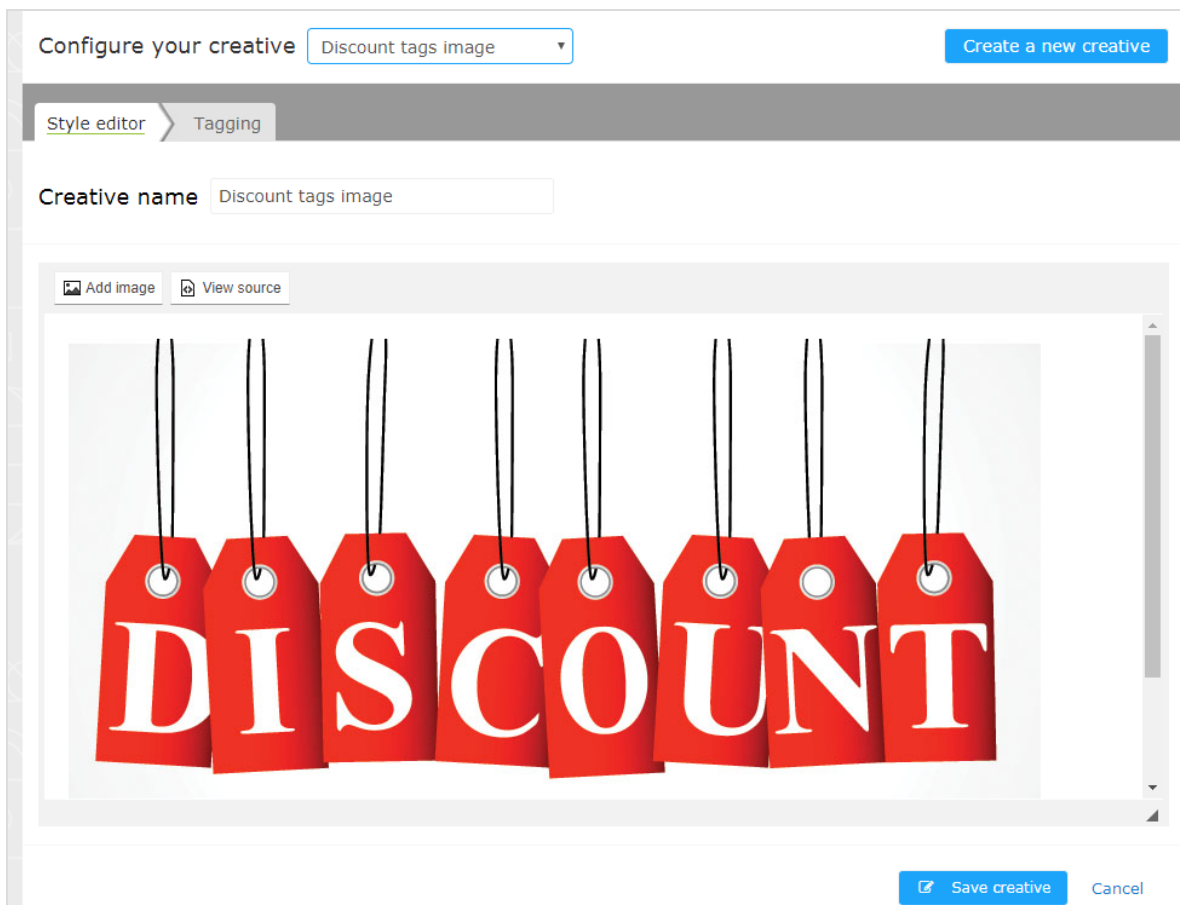 Configure your creative Discount tags image Create a new creative
Style editor Tagging
Creative name Discount tags image
Add image View source
DISCOUNT
Save creative Cancel